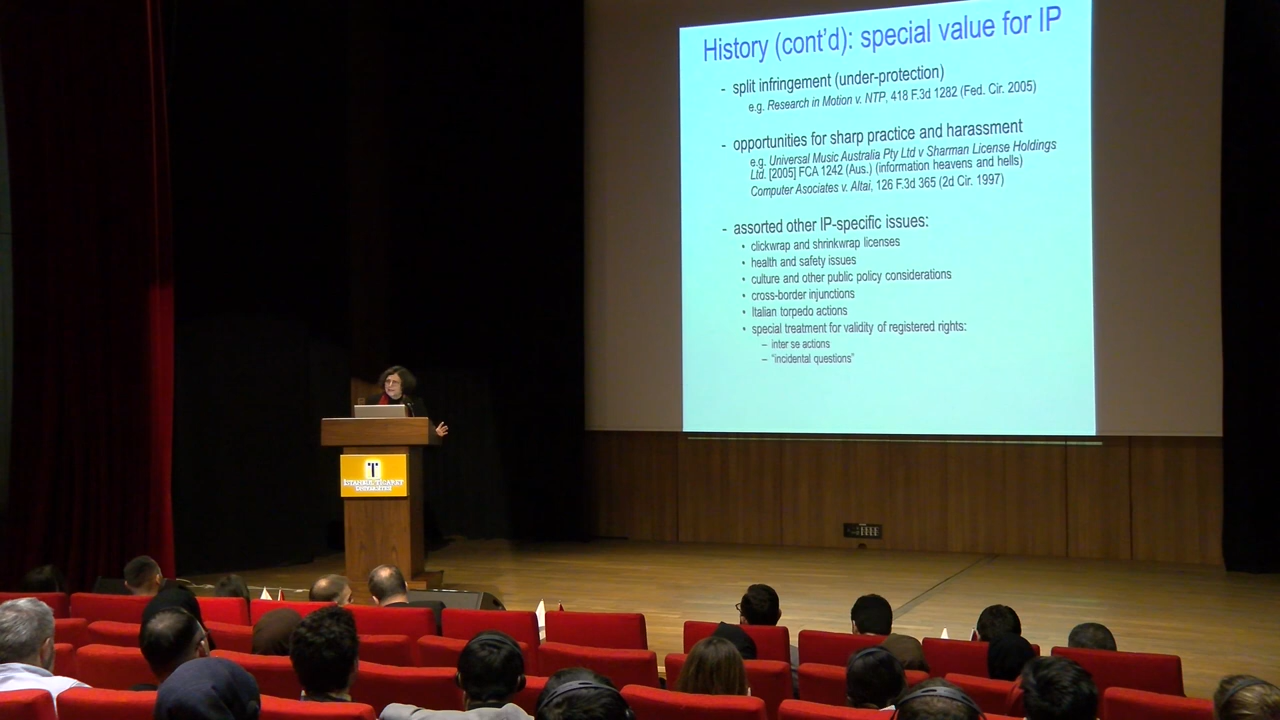 History (cont'd): special value for IP
- split infringement (under-protection)
e.g. Research in Motion v. NTP, 418 F.3d 1282 (Fed. Cir. 2005)
- opportunities for sharp practice and harassment
e.g. Universal Music Australia Pty Ltd v Sharman License Holdings
Ltd. [2005] FCA 1242 (Aus.) (information heavens and hells)
Computer Asociates v. Altai, 126 F.3d 365 (2d Cir. 1997)
- assorted other IP-specific issues:
• clickwrap and shrinkwrap licenses
• health and safety issues
• culture and other public policy considerations
• cross-border injunctions
• Italian torpedo actions
• special treatment for validity of registered rights:
– inter se actions
– "incidental questions"
T
İSTANBUL TİCARET